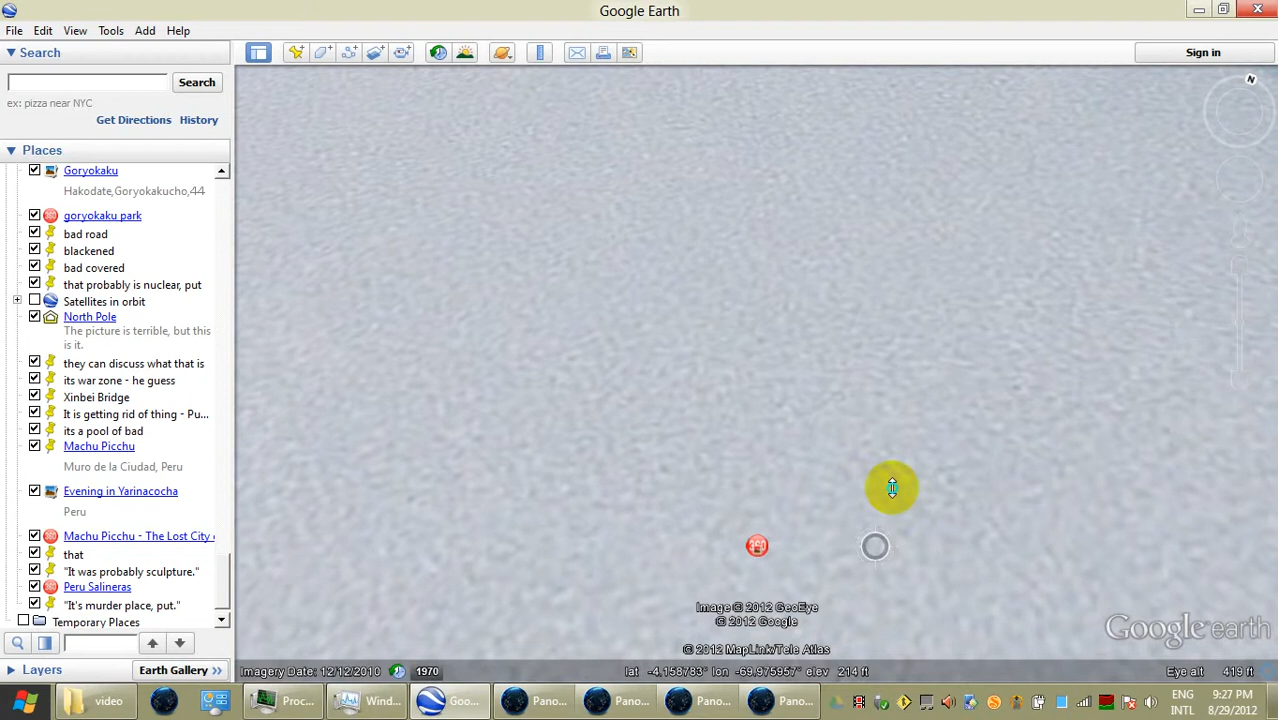 Google Earth
File Edit View Tools Add Help
Search
Sign in
Search
ex: pizza near NYC
Get Directions History
Places
Goryokaku
Hakodate,Goryokakucho,44
goryokaku park
bad road
blackened
bad covered
that probably is nuclear, put
Satellites in orbit
North Pole
The picture is terrible, but this
is it.
they can discuss what that is
its war zone - he guess
Xinbei Bridge
It is getting rid of thing - Pu...
its a pool of bad
Machu Picchu
Muro de la Ciudad, Peru
Evening in Yarinacocha
Peru
Machu Picchu - The Lost City
that
"It was probably sculpture."
Peru Salineras
"It's murder place, put."
Temporary Places
Layers
Earth Gallery >>
N
360
Image © 2012 GeoEye
© 2012 Google
© 2012 MapLink/Tele Atlas
Google earth
Imagery Date: 12/12/2010 1970 lat -4.158783° lon -69.975957° elev 214 ft Eye alt 419 ft
video Proc... Wind... Goo... Pano... Pano... Pano... Pano...
ENG 9:27 PM
INTL 8/29/2012